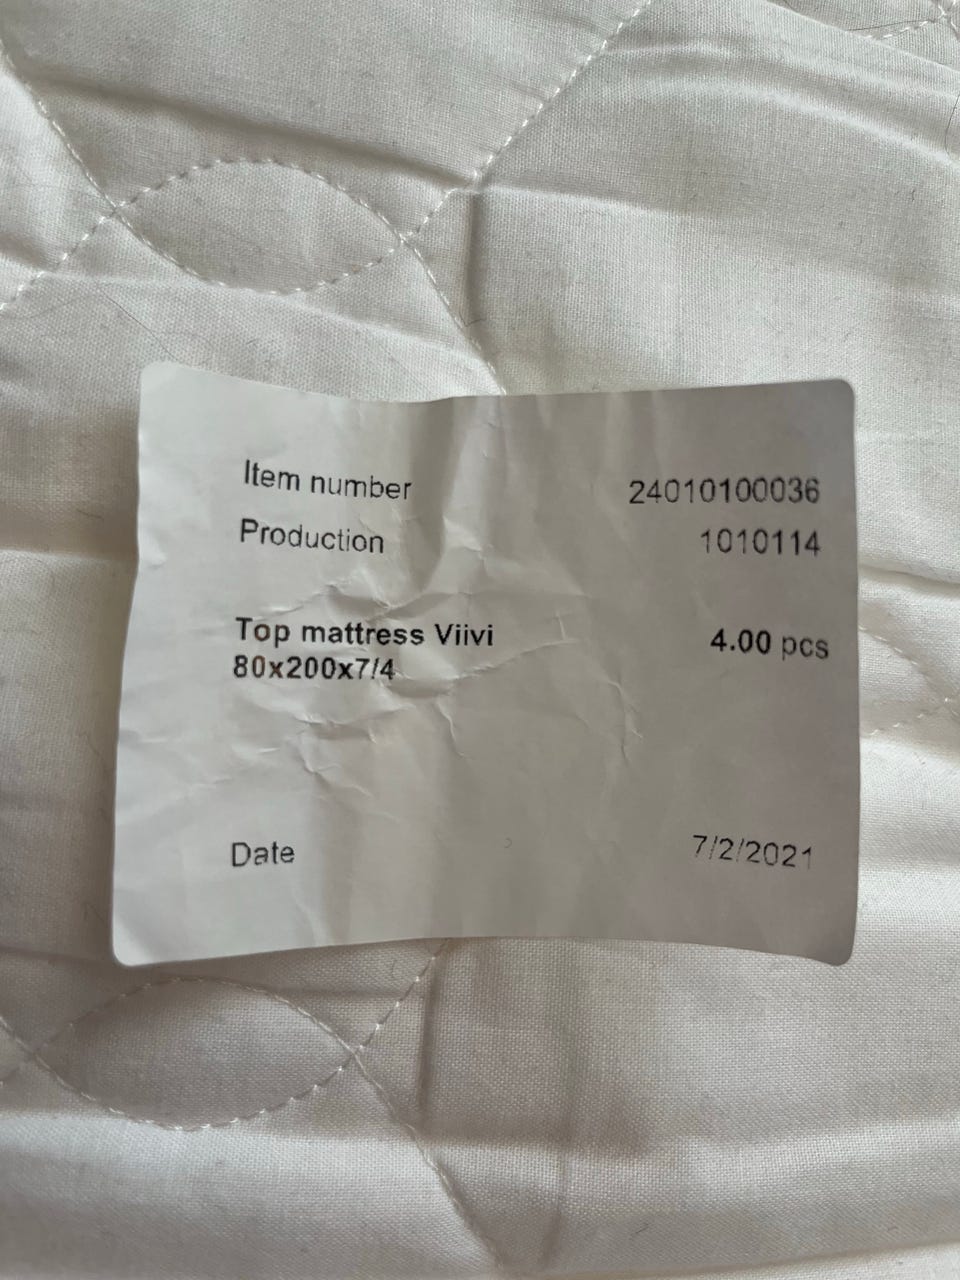 Item number 24010100036
Production 1010114
Top mattress Viivi 4.00 pcs
80x200x7/4
Date 7/2/2021